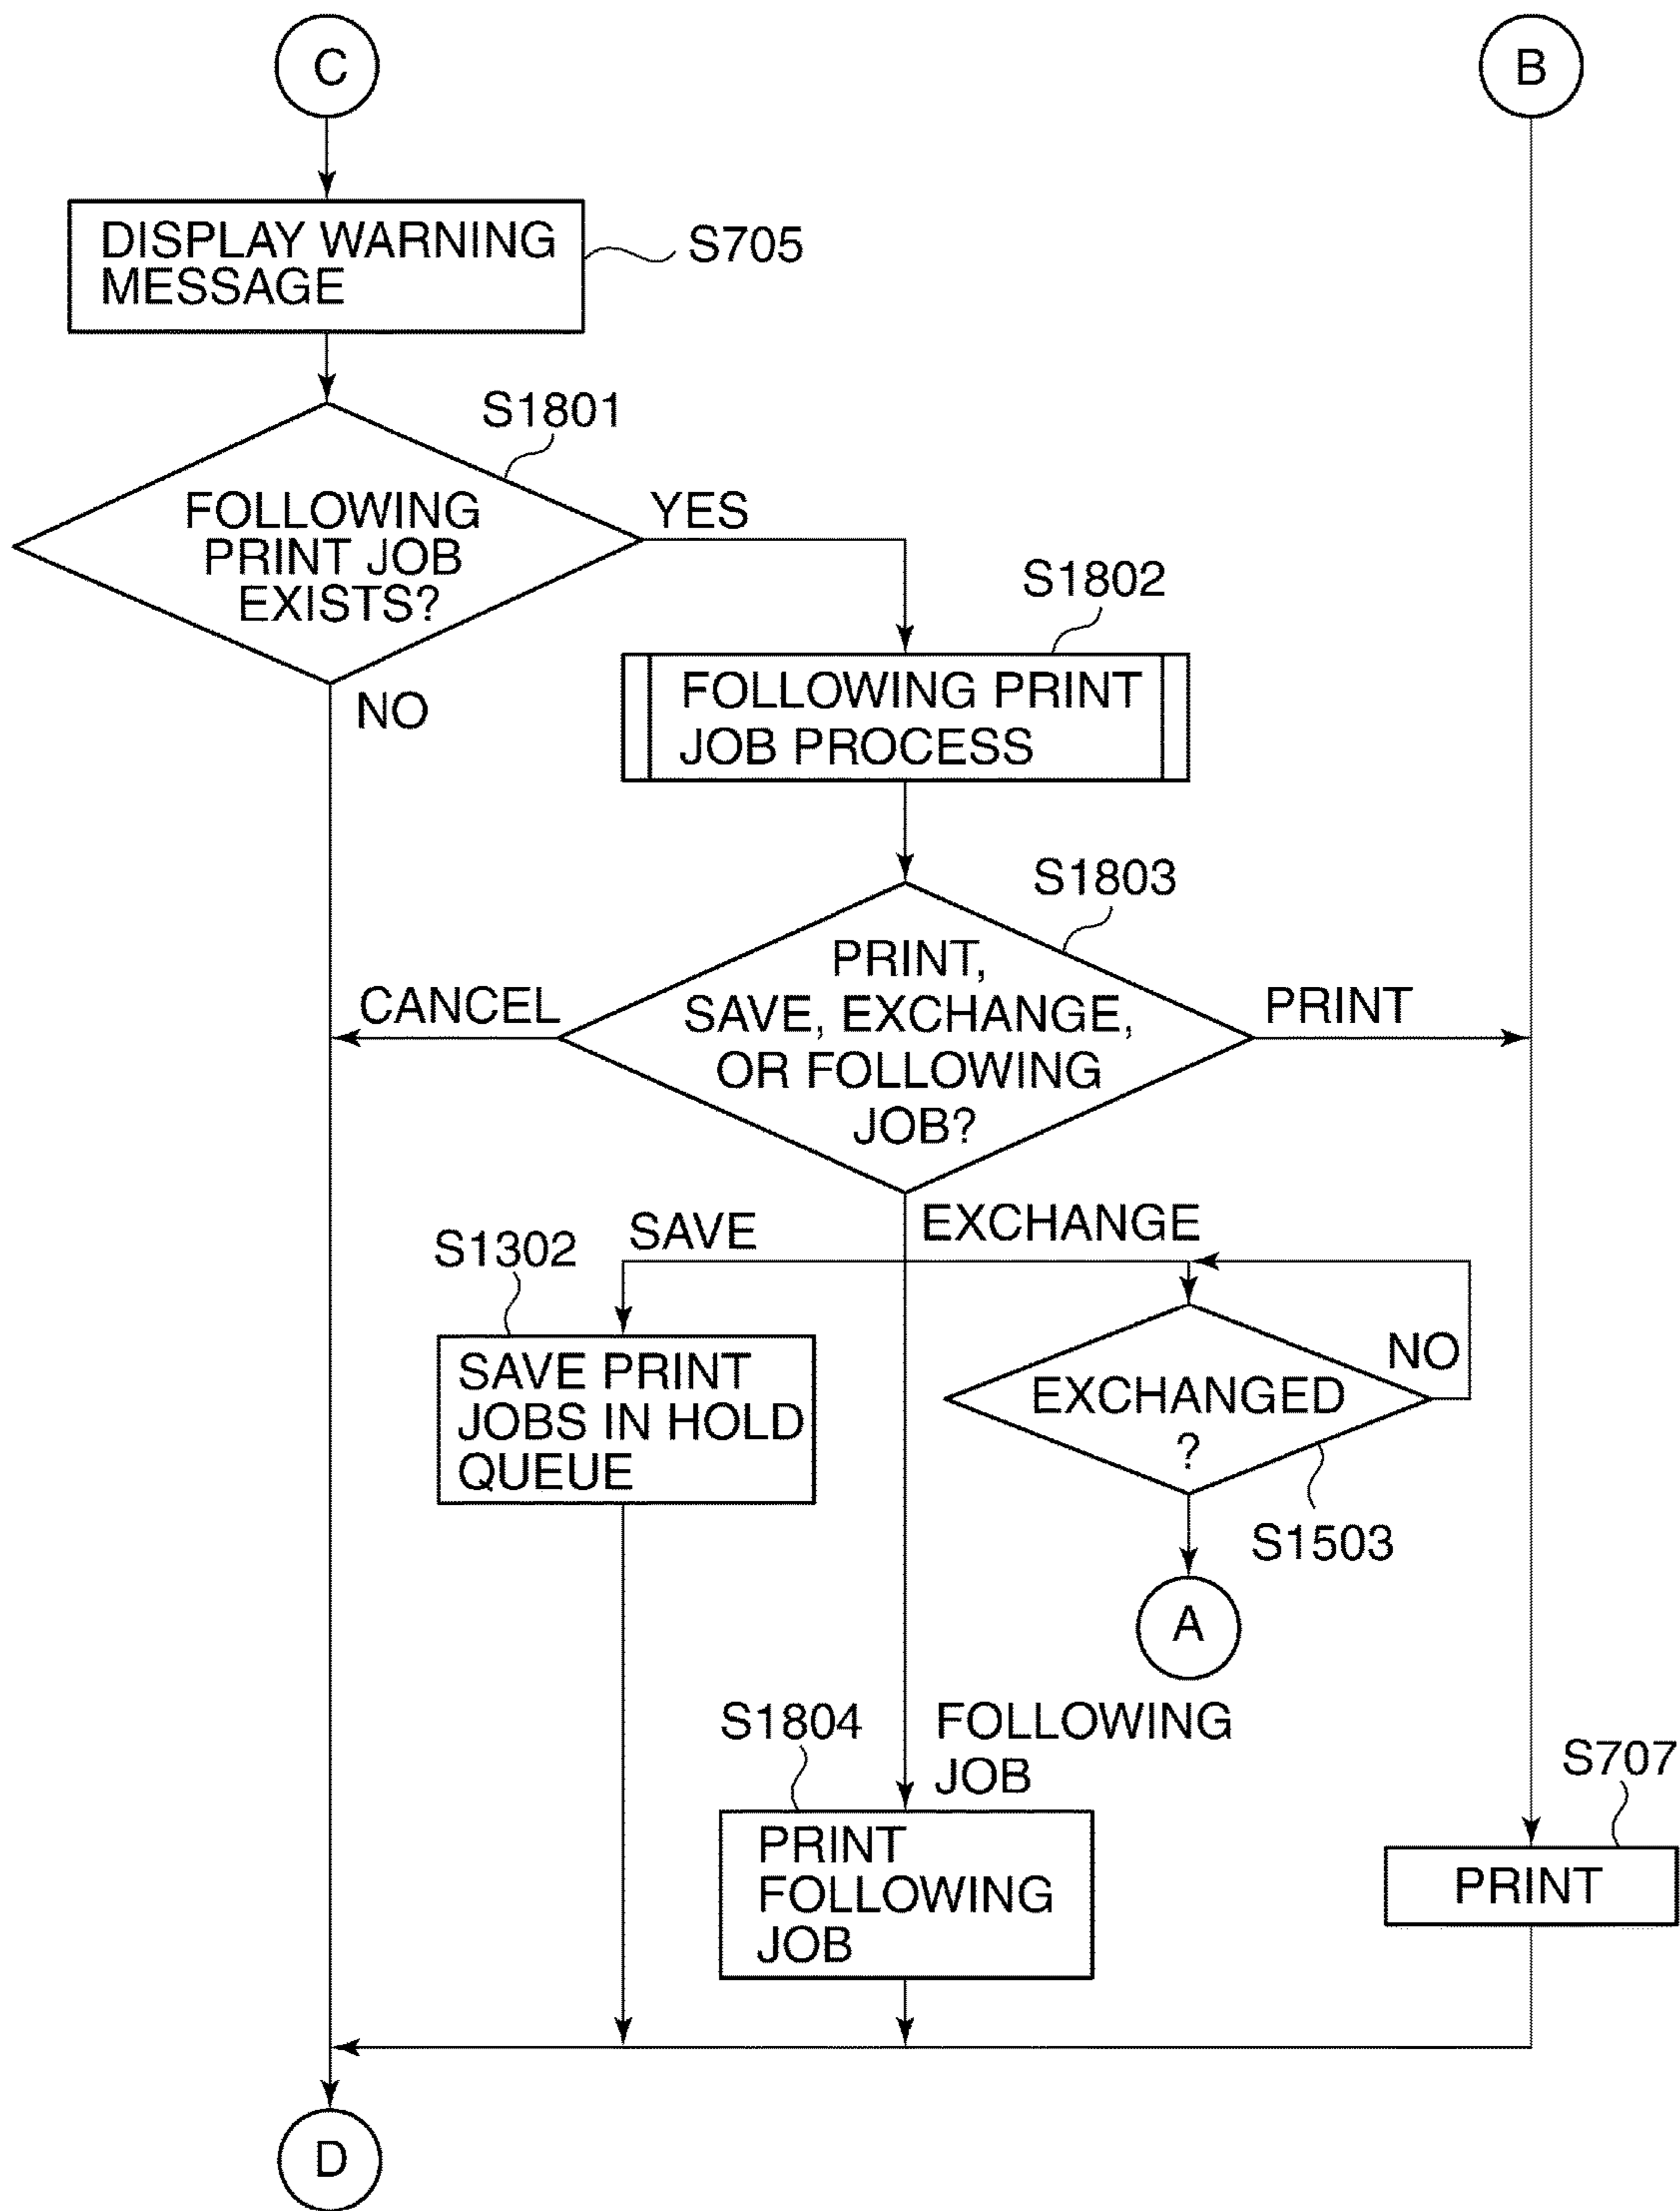 C
B
DISPLAY WARNING
MESSAGE
S705
S1801
FOLLOWING
PRINT JOB
EXISTS?
YES
NO
S1802
FOLLOWING PRINT
JOB PROCESS
S1803
PRINT,
SAVE, EXCHANGE,
OR FOLLOWING
JOB?
CANCEL
PRINT
SAVE
EXCHANGE
S1302
SAVE PRINT
JOBS IN HOLD
QUEUE
EXCHANGED
?
NO
S1503
A
S1804
FOLLOWING
JOB
PRINT
FOLLOWING
JOB
S707
PRINT
D